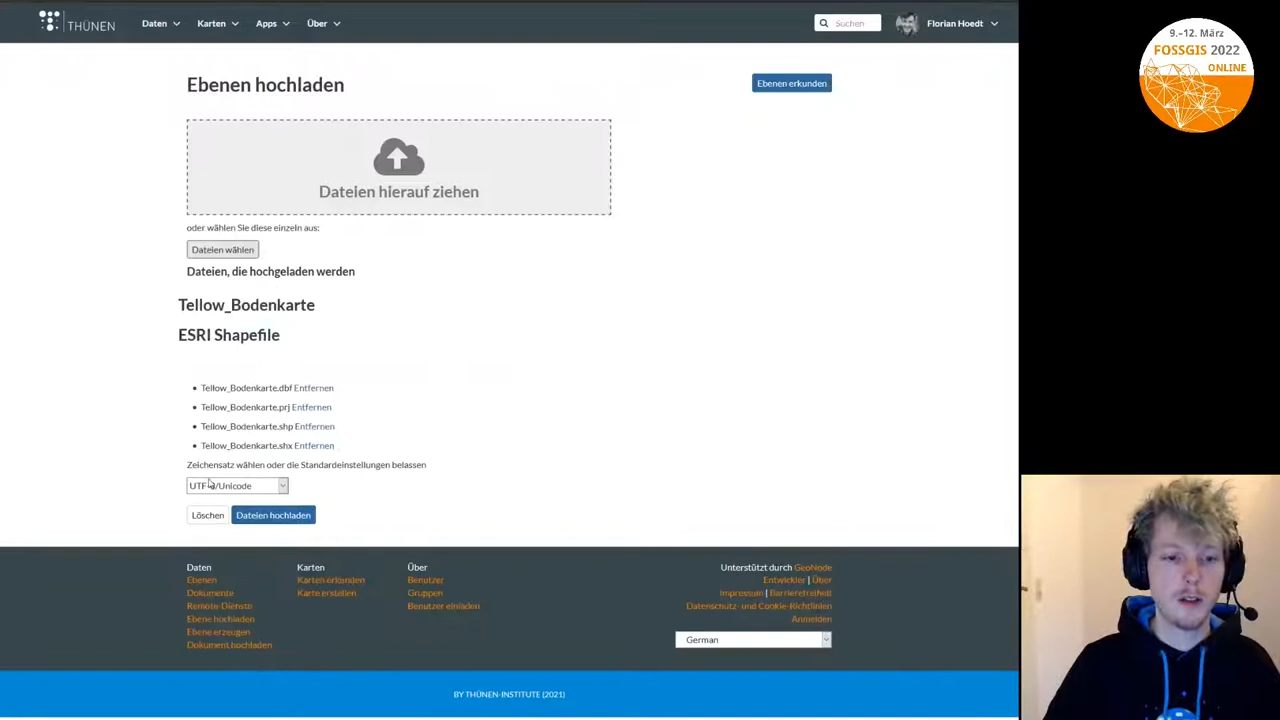 THÜNEN
Daten
Karten
Apps
Über
Suchen
Florian Hoedt
9.–12. März
FOSSGIS 2022
ONLINE
Ebenen hochladen
Ebenen erkunden
Dateien hierauf ziehen
oder wählen Sie diese einzeln aus:
Dateien wählen
Dateien, die hochgeladen werden
Tellow_Bodenkarte
ESRI Shapefile
Tellow_Bodenkarte.dbf Entfernen
Tellow_Bodenkarte.prj Entfernen
Tellow_Bodenkarte.shp Entfernen
Tellow_Bodenkarte.shx Entfernen
Zeichensatz wählen oder die Standardeinstellungen belassen
UTF-8/Unicode
Löschen
Dateien hochladen
Daten
Ebenen
Dokumente
Remote-Dienste
Ebene hochladen
Ebene erzeugen
Dokument hochladen
Karten
Karten erkunden
Karte erstellen
Über
Benutzer
Gruppen
Benutzer einladen
Unterstützt durch GeoNode
Entwickler | Über
Impressum | Barrierefreiheit
Datenschutz- und Cookie-Richtlinien
Anmelden
German
BY THÜNEN-INSTITUTE (2021)